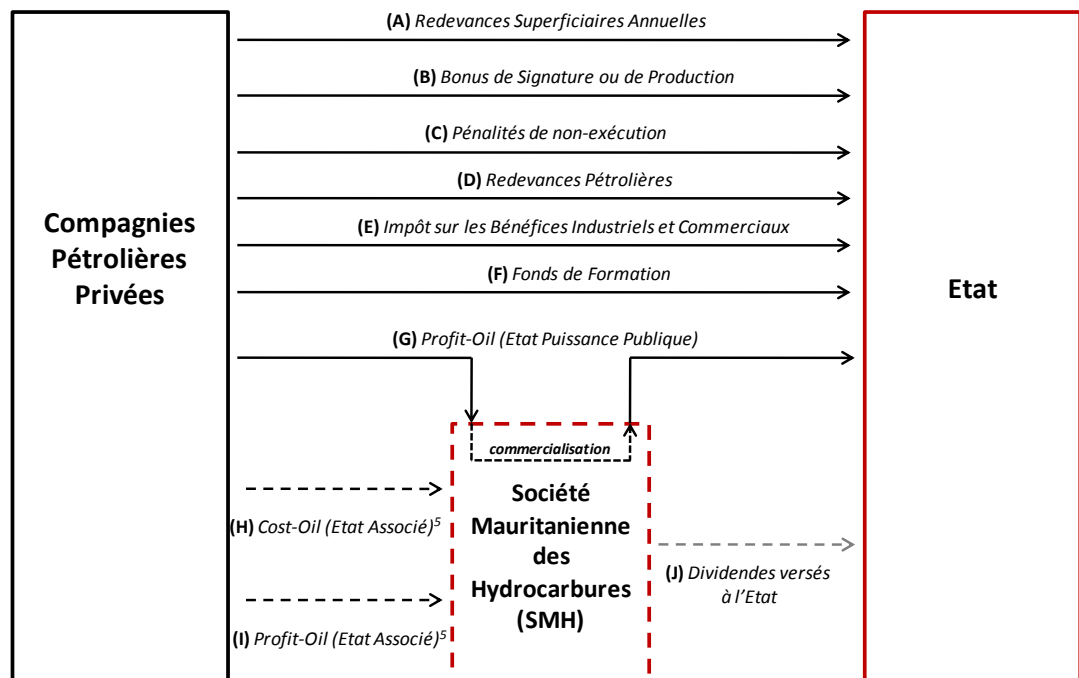 (A) Redevances Superficiaires Annuelles
(B) Bonus de Signature ou de Production
(C) Pénalités de non-exécution
(D) Redevances Pétrolières
(E) Impôt sur les Bénéfices Industriels et Commerciaux
(F) Fonds de Formation
(G) Profit-Oil (Etat Puissance Publique)
Compagnies
Pétrolières
Privées
Etat
commercialisation
Société
Mauritanienne
des
Hydrocarbures
(SMH)
(H) Cost-Oil (Etat Associé)⁵
(I) Profit-Oil (Etat Associé)⁵
(J) Dividendes versés
à l’Etat